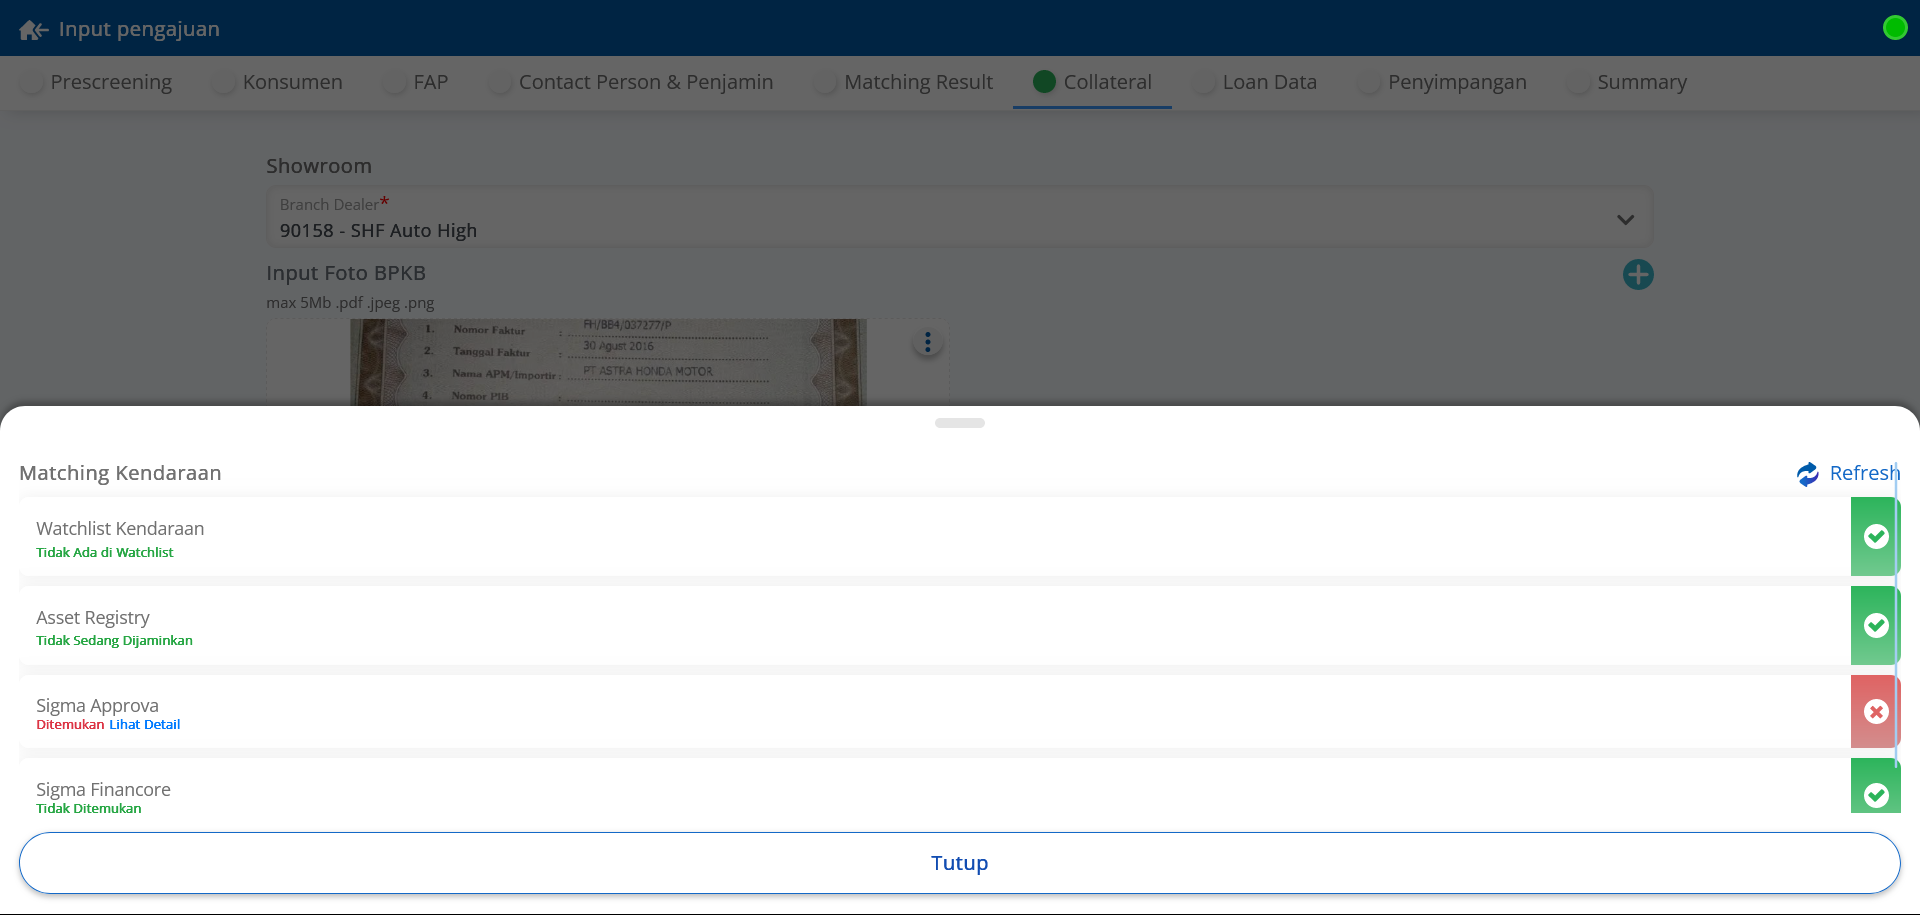 Input pengajuan
Prescreening
Konsumen
FAP
Contact Person & Penjamin
Matching Result
Collateral
Loan Data
Penyimpangan
Summary
Showroom
Branch Dealer*
90158 - SHF Auto High
Input Foto BPKB
max 5Mb .pdf .jpeg .png
1. Nomor Faktur : FH/BB4/037277/P
2. Tanggal Faktur : 30 Agust 2016
3. Nama APM/Importir : PT ASTRA HONDA MOTOR
4. Nomor PIB
Matching Kendaraan
Refresh
Watchlist Kendaraan
Tidak Ada di Watchlist
Asset Registry
Tidak Sedang Dijaminkan
Sigma Approva
Ditemukan Lihat Detail
Sigma Financore
Tidak Ditemukan
Tutup